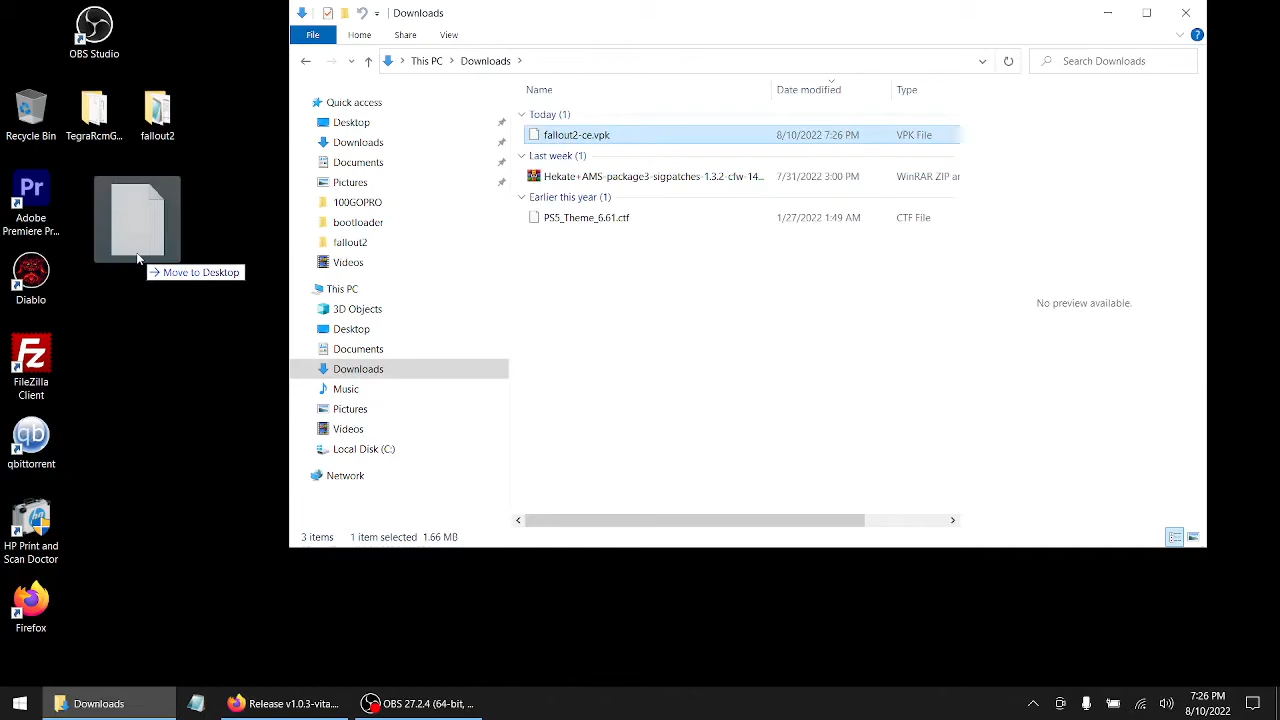 OBS Studio
Recycle Bin
TegraRcmG...
fallout2
Pr
Adobe
Premiere Pr...
Diablo
Fz
FileZilla
Client
qb
qbittorrent
hp
HP Print and
Scan Doctor
Firefox
Move to Desktop
Downloads
File
Home
Share
View
This PC
Downloads
Search Downloads
Name
Date modified
Type
Today (1)
fallout2-ce.vpk
8/10/2022 7:26 PM
VPK File
Last week (1)
Hekate+AMS-package3-sigpatches-1.3.2-cfw-14...
7/31/2022 3:00 PM
WinRAR ZIP ar
Earlier this year (1)
PS5_Theme_6.61.ctf
1/27/2022 1:49 AM
CTF File
Quick access
Desktop
Downloads
Documents
Pictures
100GOPRO
bootloader
fallout2
Videos
This PC
3D Objects
Desktop
Documents
Downloads
Music
Pictures
Videos
Local Disk (C:)
Network
No preview available.
3 items
1 item selected 1.66 MB
Downloads
Release v1.0.3-vita...
OBS 27.2.4 (64-bit, ...
7:26 PM
8/10/2022